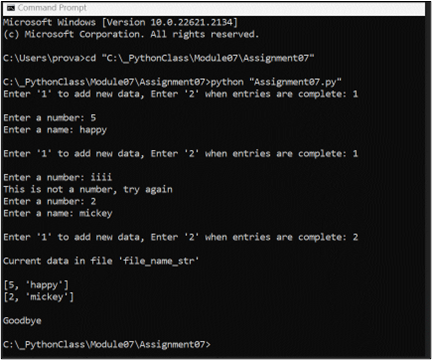 Command Prompt
Microsoft Windows [Version 10.0.22621.2134]
(c) Microsoft Corporation. All rights reserved.
C:\Users\prova>cd "C:\_PythonClass\Module07\Assignment07"
C:\_PythonClass\Module07\Assignment07>python "Assignment07.py"
Enter '1' to add new data, Enter '2' when entries are complete: 1
Enter a number: 5
Enter a name: happy
Enter '1' to add new data, Enter '2' when entries are complete: 1
Enter a number: iiii
This is not a number, try again
Enter a number: 2
Enter a name: mickey
Enter '1' to add new data, Enter '2' when entries are complete: 2
Current data in file 'file_name_str'
[5, 'happy']
[2, 'mickey']
Goodbye
C:\_PythonClass\Module07\Assignment07>